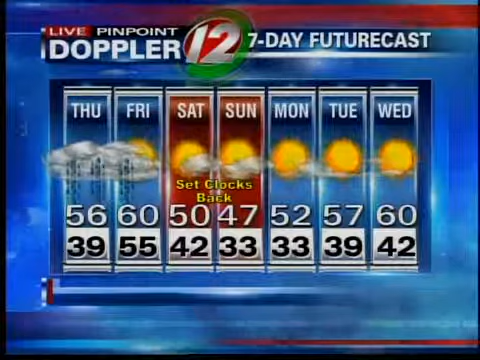 LIVE PINPOINT
DOPPLER 12 7-DAY FUTURECAST
THU FRI SAT SUN MON TUE WED
Set Clocks
Back
56 60 50 47 52 57 60
39 55 42 33 33 39 42